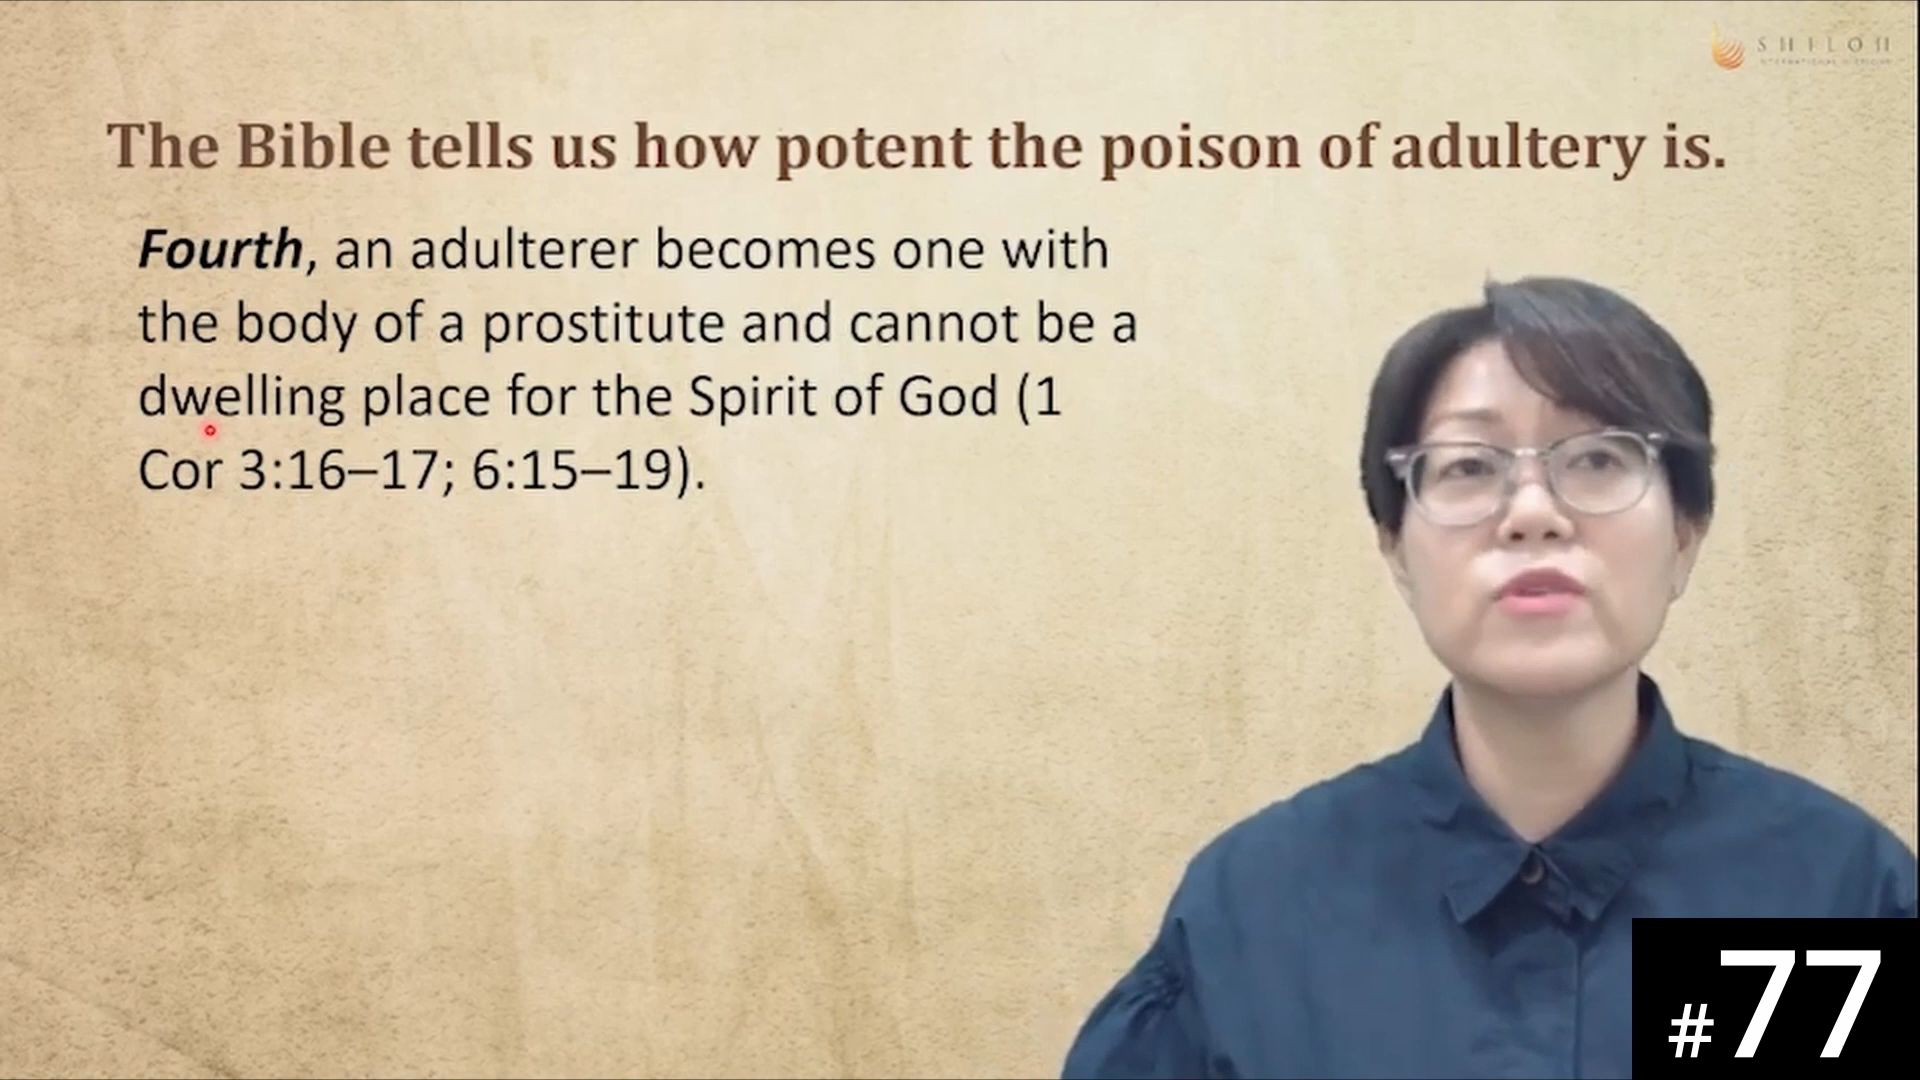 SHILOH
The Bible tells us how potent the poison of adultery is.
Fourth, an adulterer becomes one with
the body of a prostitute and cannot be a
dwelling place for the Spirit of God (1
Cor 3:16–17; 6:15–19).
#77